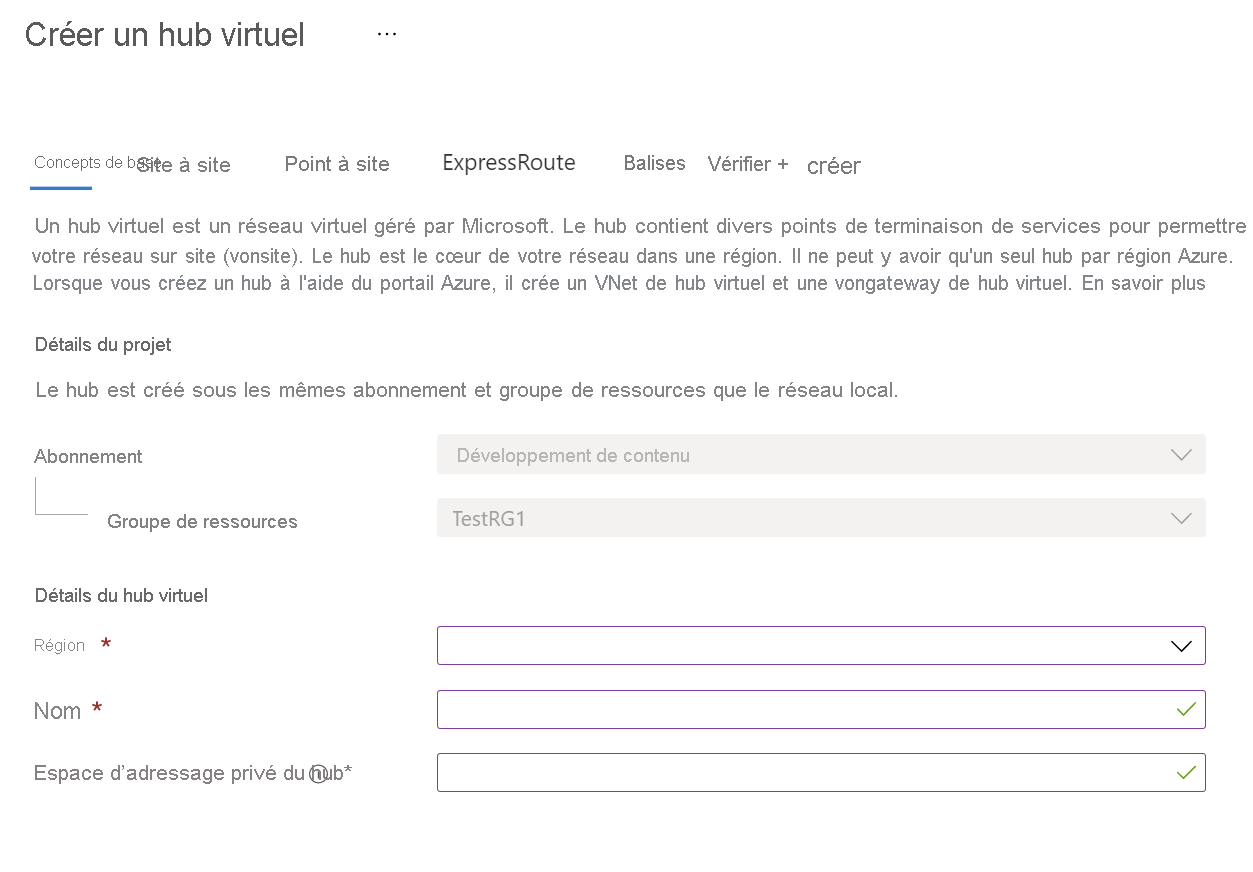 Créer un hub virtuel ...
Concepts de base Site à site Point à site ExpressRoute Balises Vérifier + créer
Un hub virtuel est un réseau virtuel géré par Microsoft. Le hub contient divers points de terminaison de services pour permettre
votre réseau sur site (vonsite). Le hub est le cœur de votre réseau dans une région. Il ne peut y avoir qu'un seul hub par région Azure.
Lorsque vous créez un hub à l'aide du portail Azure, il crée un VNet de hub virtuel et une vongateway de hub virtuel. En savoir plus
Détails du projet
Le hub est créé sous les mêmes abonnement et groupe de ressources que le réseau local.
Abonnement Développement de contenu
Groupe de ressources TestRG1
Détails du hub virtuel
Région *
Nom *
Espace d’adressage privé du hub*